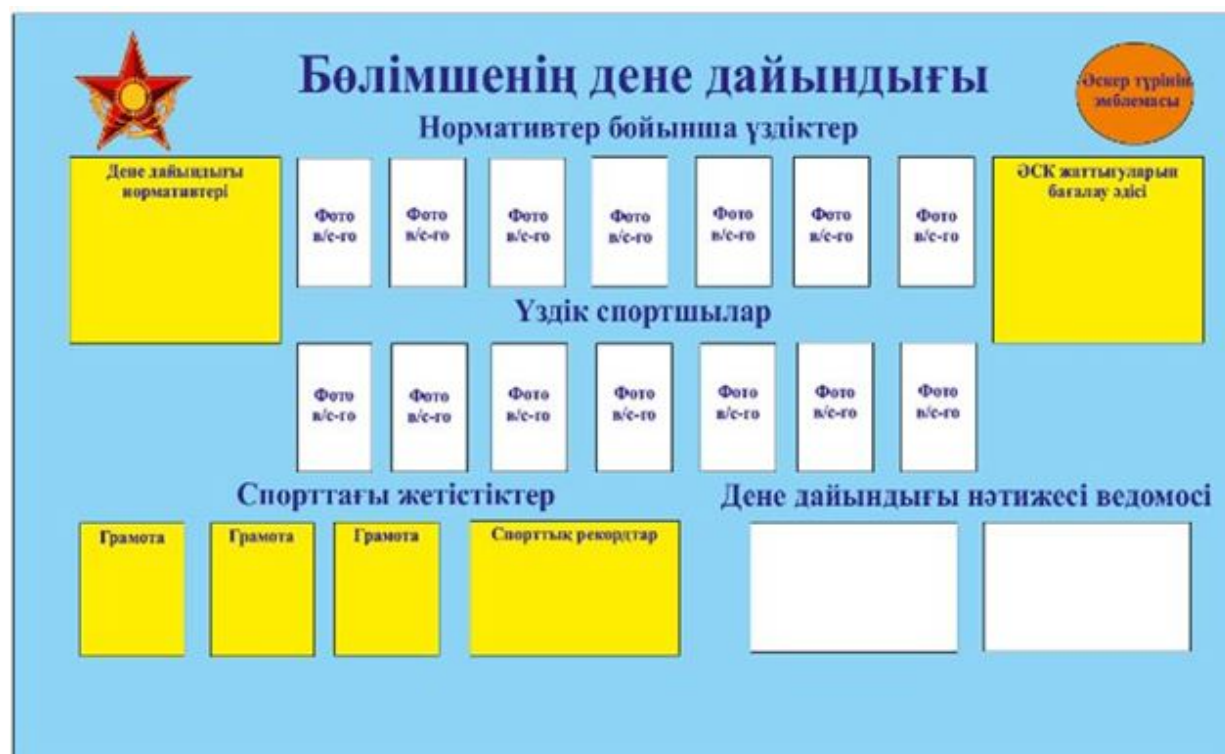 Бөлімшенің дене дайындығы
Әскер түрінің
эмблемасы
Нормативтер бойынша үздіктер
Дене дайындығы
нормативтері
Фото
в/с-го
Фото
в/с-го
Фото
в/с-го
Фото
в/с-го
Фото
в/с-го
Фото
в/с-го
Фото
в/с-го
ӘСК жаттығуларын
бағалау әдісі
Үздік спортшылар
Фото
в/с-го
Фото
в/с-го
Фото
в/с-го
Фото
в/с-го
Фото
в/с-го
Фото
в/с-го
Фото
в/с-го
Спорттағы жетістіктер
Дене дайындығы нәтижесі ведомосі
Грамота
Грамота
Грамота
Спорттық рекордтар